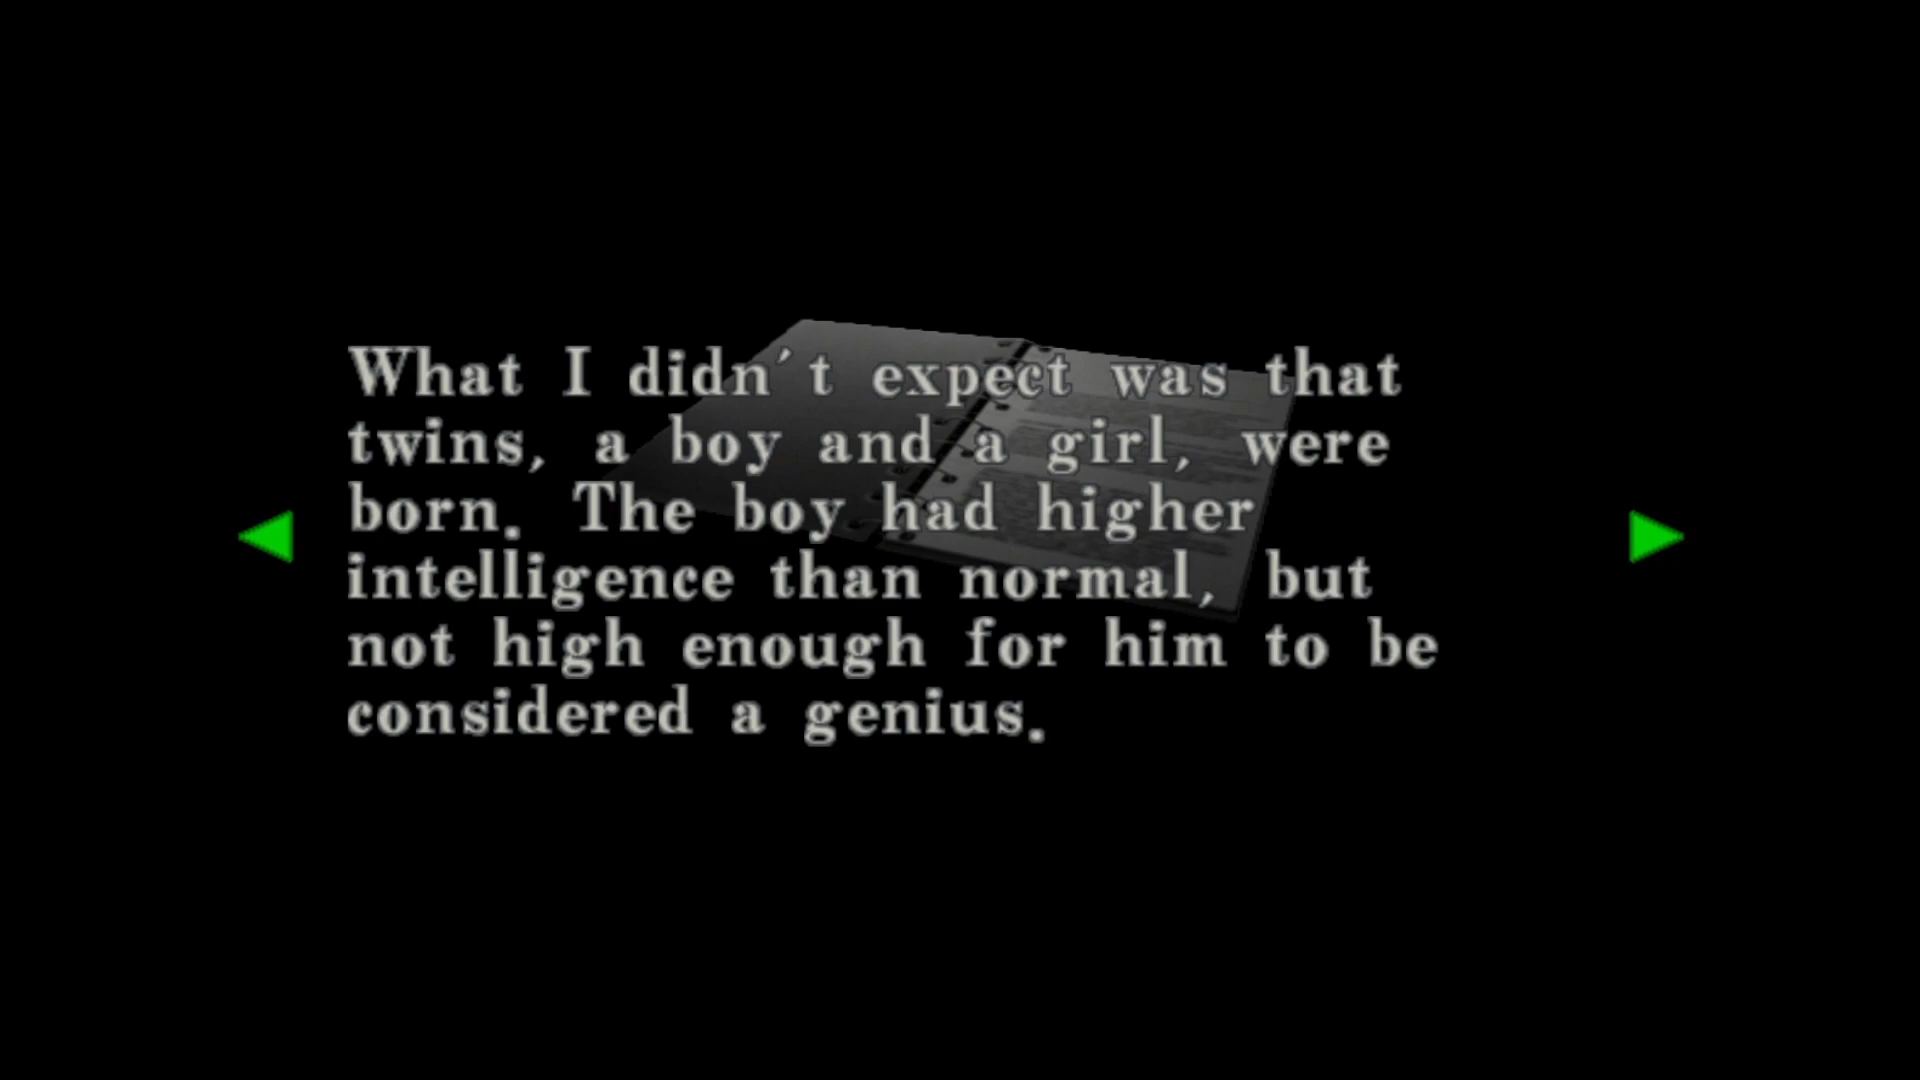 What I didn't expect was that
twins, a boy and a girl, were
born. The boy had higher
intelligence than normal, but
not high enough for him to be
considered a genius.